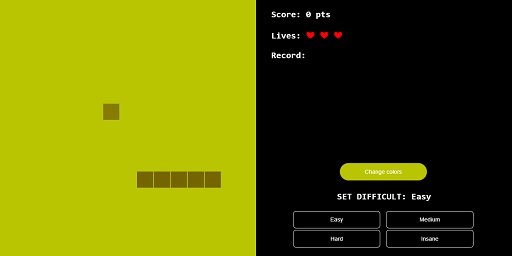 Score: 0 pts
Lives:
Record:
Change colors
SET DIFFICULT: Easy
Easy
Medium
Hard
Insane